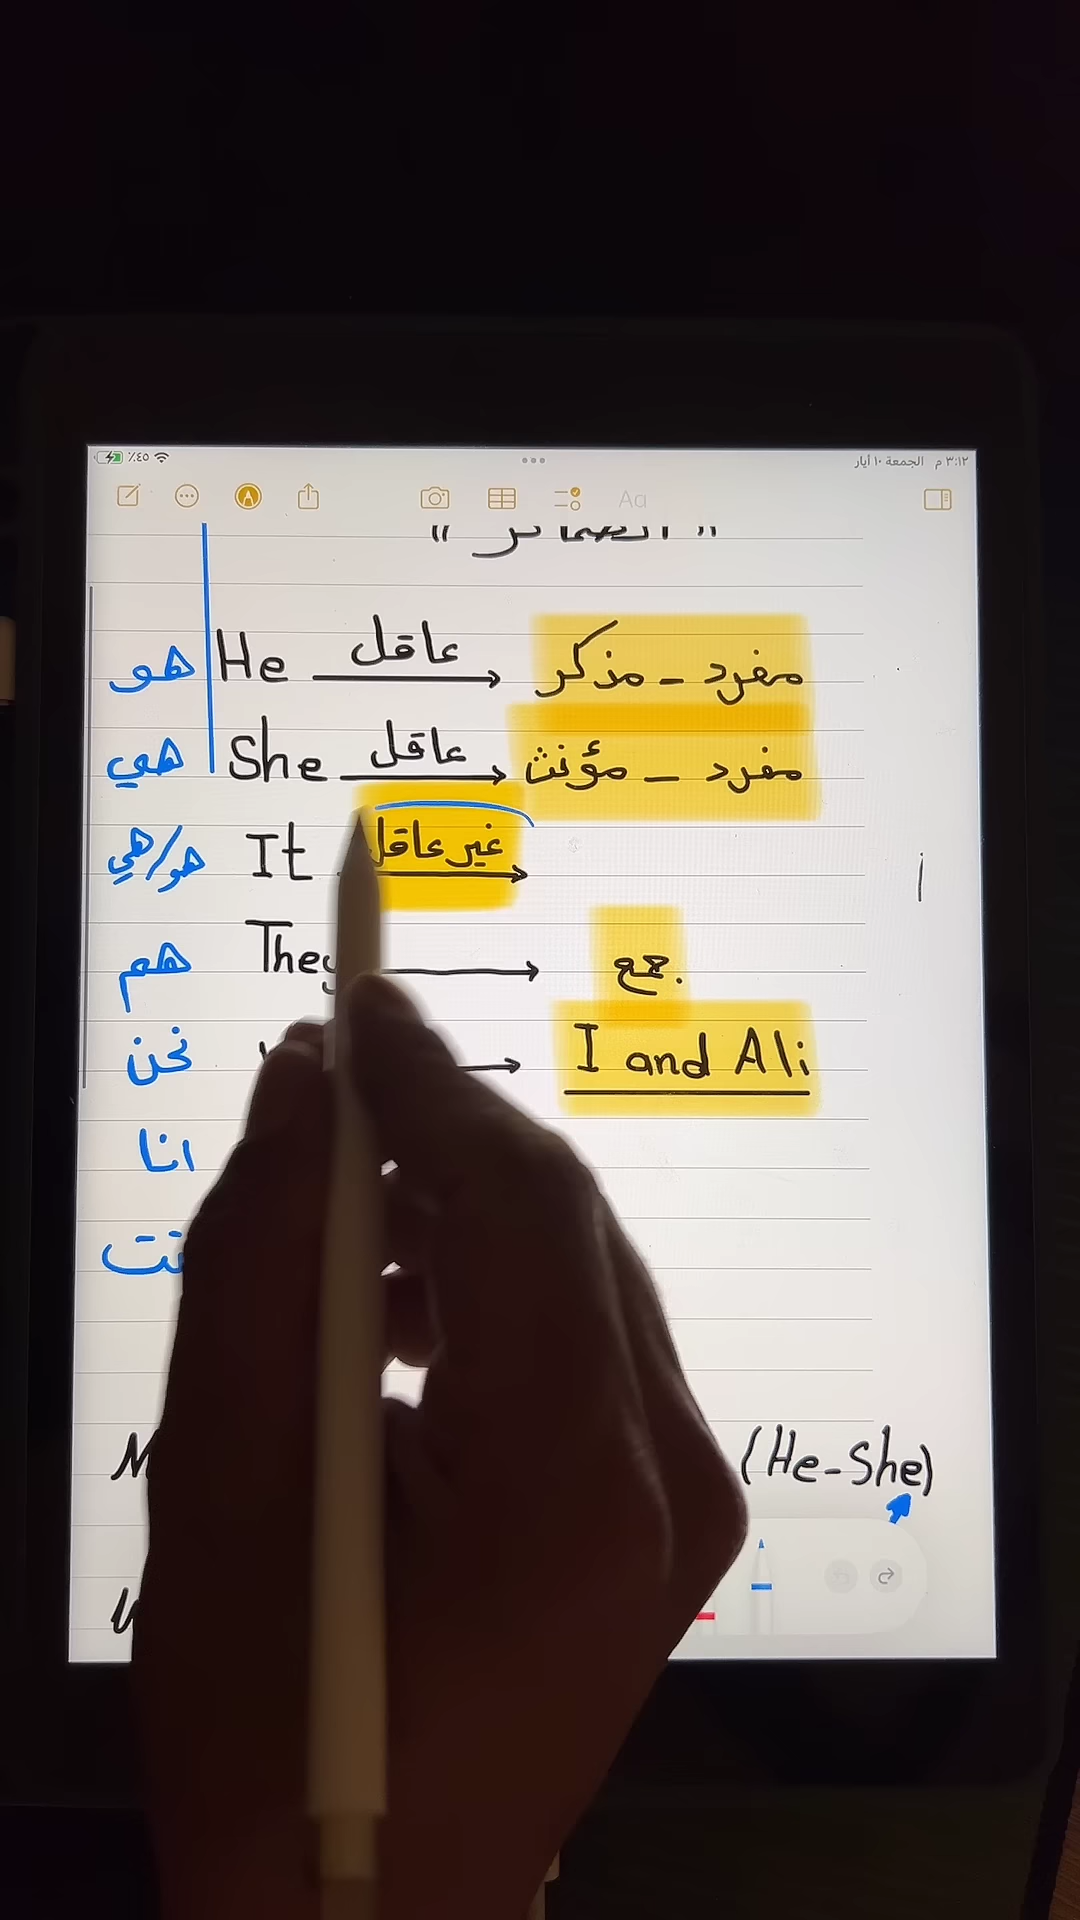 ٣:١٢ م الجمعة ١٠ أيار
٪٤٥
Aa
" الضمائر "
هو He عاقل مفرد - مذكر
هي She عاقل مفرد - مؤنث
هو/هي It غير عاقل
هم They جمع
نحن I and Ali
انا
(He-She)